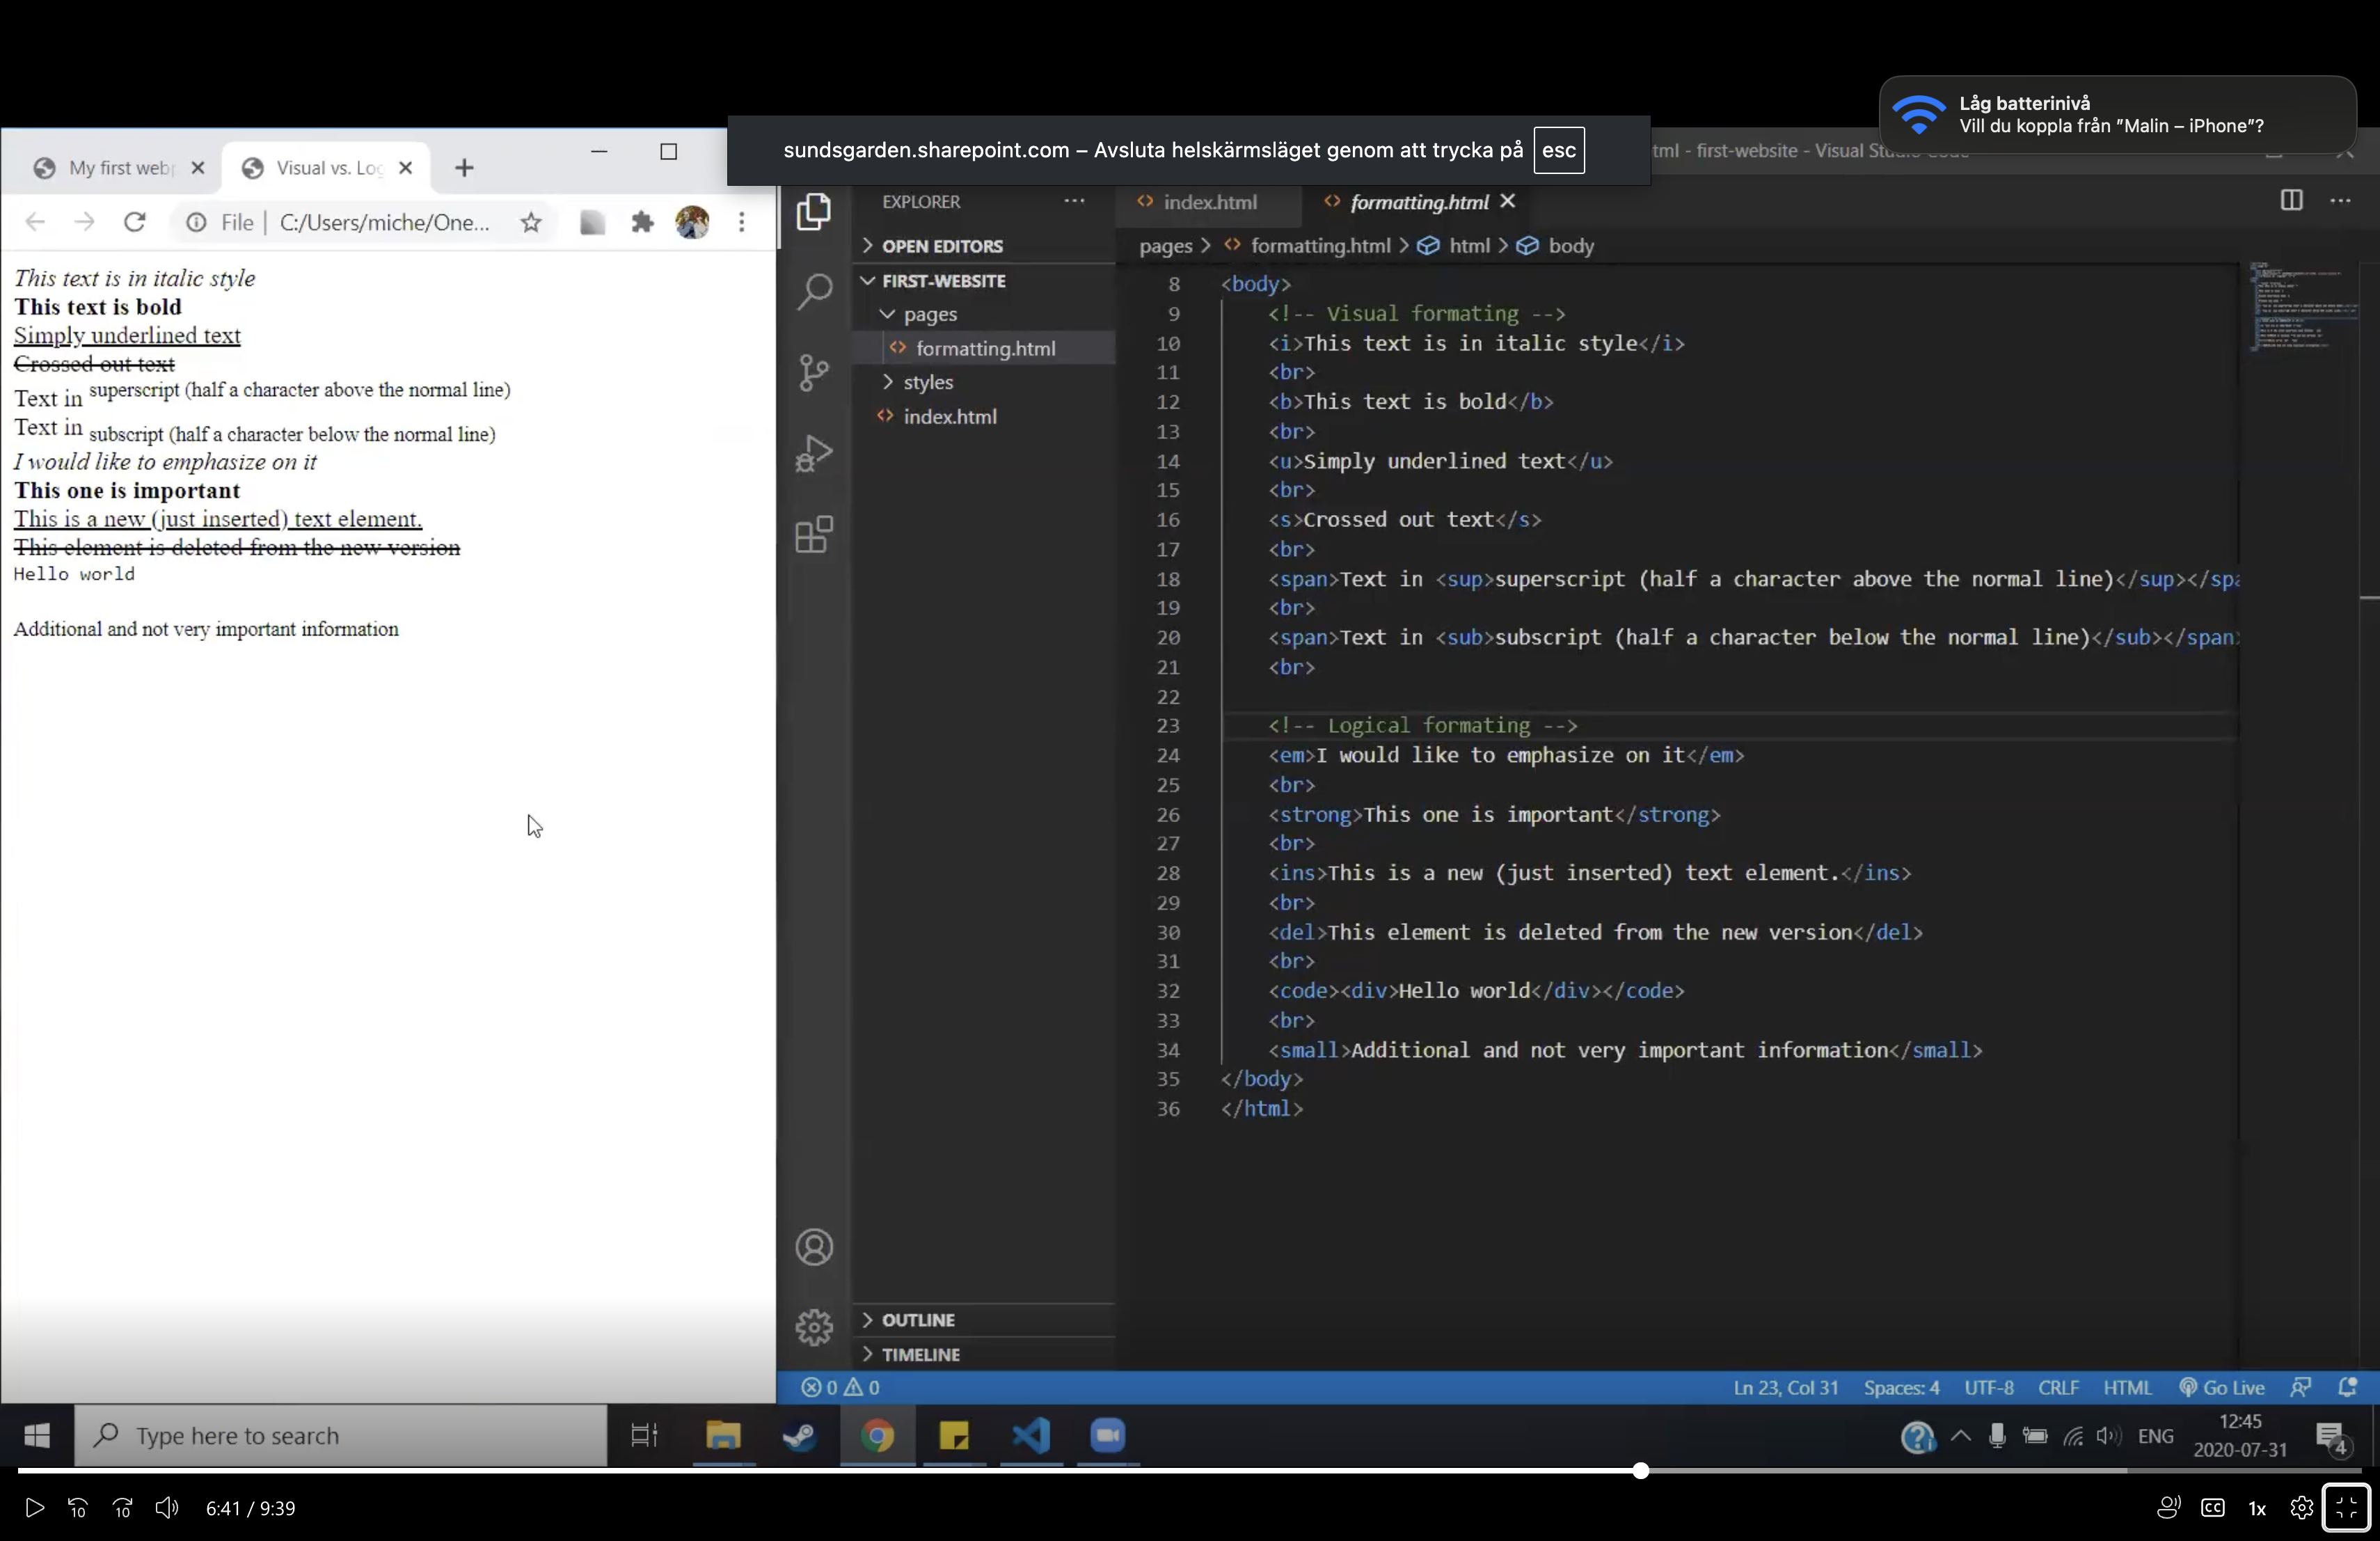 Låg batterinivå
Vill du koppla från ”Malin – iPhone”?
sundsgarden.sharepoint.com – Avsluta helskärmsläget genom att trycka på esc
tml - first-website - Visual Studio Code
My first webp
Visual vs. Log
File | C:/Users/miche/One...
This text is in italic style
This text is bold
Simply underlined text
Crossed out text
Text in superscript (half a character above the normal line)
Text in subscript (half a character below the normal line)
I would like to emphasize on it
This one is important
This is a new (just inserted) text element.
This element is deleted from the new version
Hello world
Additional and not very important information
EXPLORER
OPEN EDITORS
FIRST-WEBSITE
pages
formatting.html
styles
index.html
OUTLINE
TIMELINE
index.html
formatting.html
pages > formatting.html > html > body
8 <body>
9 <!-- Visual formating -->
10 <i>This text is in italic style</i>
11 <br>
12 <b>This text is bold</b>
13 <br>
14 <u>Simply underlined text</u>
15 <br>
16 <s>Crossed out text</s>
17 <br>
18 <span>Text in <sup>superscript (half a character above the normal line)</sup></spa
19 <br>
20 <span>Text in <sub>subscript (half a character below the normal line)</sub></span>
21 <br>
22
23 <!-- Logical formating -->
24 <em>I would like to emphasize on it</em>
25 <br>
26 <strong>This one is important</strong>
27 <br>
28 <ins>This is a new (just inserted) text element.</ins>
29 <br>
30 <del>This element is deleted from the new version</del>
31 <br>
32 <code><div>Hello world</div></code>
33 <br>
34 <small>Additional and not very important information</small>
35 </body>
36 </html>
0 0
Ln 23, Col 31 Spaces: 4 UTF-8 CRLF HTML Go Live
Type here to search
ENG
12:45
2020-07-31
4
10 10 6:41 / 9:39
CC 1x